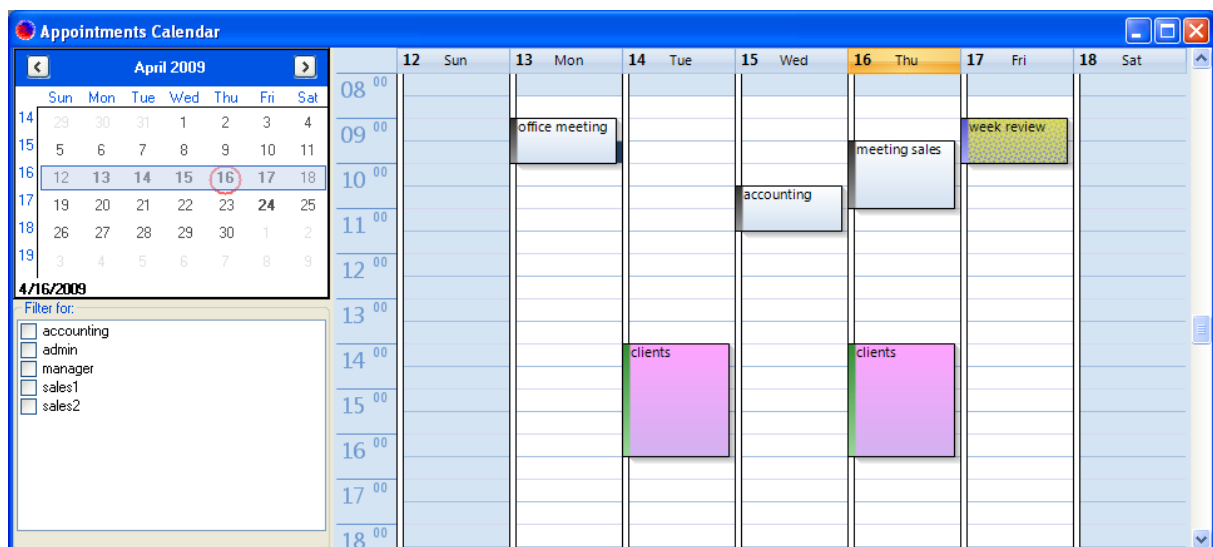 Appointments Calendar
April 2009
Sun Mon Tue Wed Thu Fri Sat
14 29 30 31 1 2 3 4
15 5 6 7 8 9 10 11
16 12 13 14 15 16 17 18
17 19 20 21 22 23 24 25
18 26 27 28 29 30 1 2
19 3 4 5 6 7 8 9
4/16/2009
Filter for:
accounting
admin
manager
sales1
sales2
12 Sun 13 Mon 14 Tue 15 Wed 16 Thu 17 Fri 18 Sat
08 00
09 00
office meeting
week review
meeting sales
10 00
accounting
11 00
12 00
13 00
14 00
clients
clients
15 00
16 00
17 00
18 00